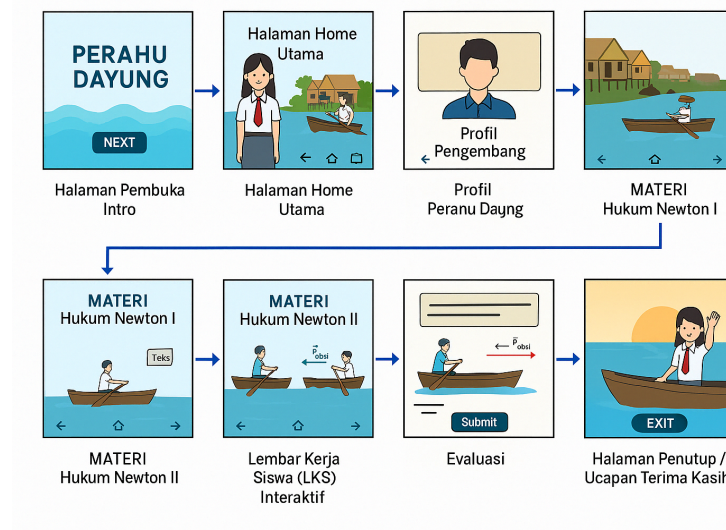 PERAHU
DAYUNG
NEXT
Halaman Home
Utama
Profil
Pengembang
Halaman Pembuka
Intro
Halaman Home
Utama
Profil
Peranu Dayng
MATERI
Hukum Newton I
MATERI
Hukum Newton I
Teks
MATERI
Hukum Newton II
p obsi
p obsi
Submit
EXIT
MATERI
Hukum Newton II
Lembar Kerja
Siswa (LKS)
Interaktif
Evaluasi
Halaman Penutup /
Ucapan Terima Kasih